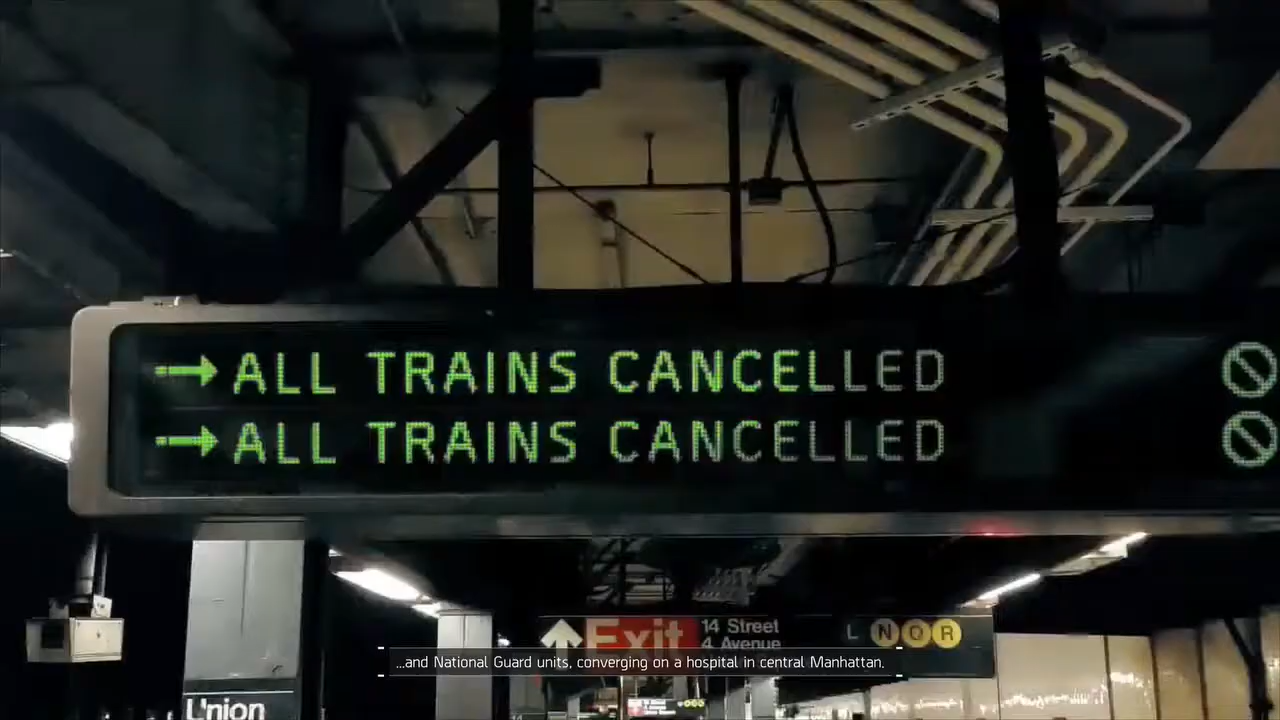 ALL TRAINS CANCELLED
ALL TRAINS CANCELLED
Exit
14 Street
4 Avenue
L N Q R
...and National Guard units, converging on a hospital in central Manhattan.
Union